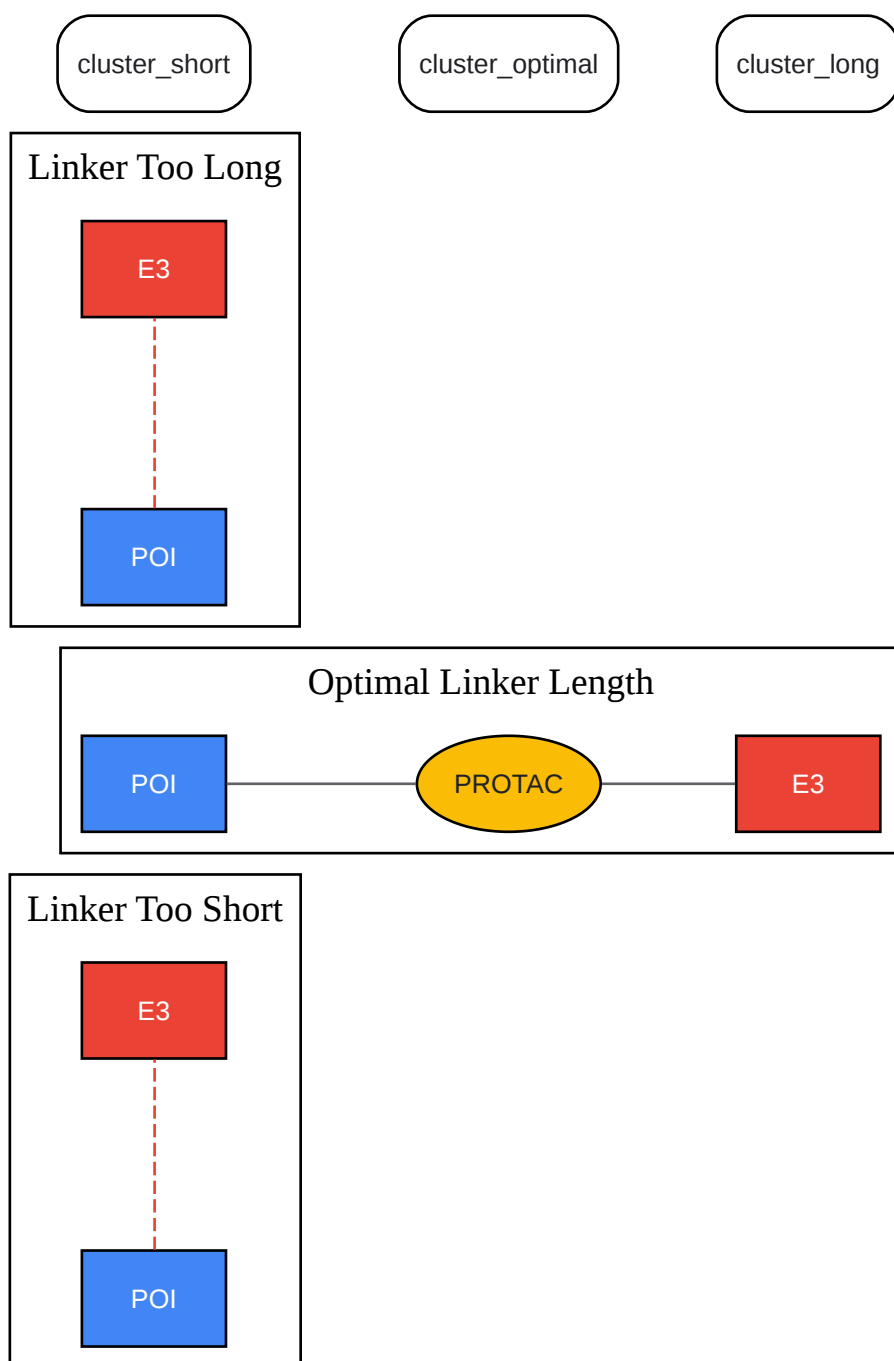 cluster_short
cluster_optimal
cluster_long
Linker Too Long
E3
POI
Optimal Linker Length
POI
PROTAC
E3
Linker Too Short
E3
POI